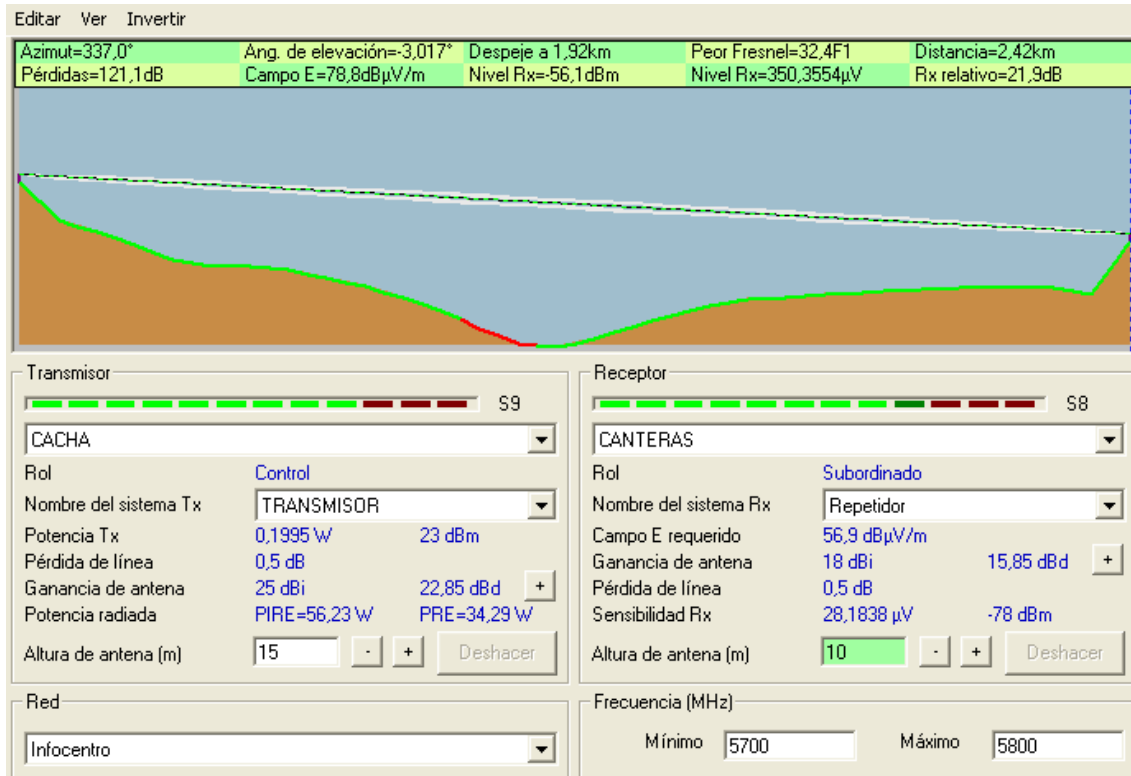 Editar Ver Invertir
Azimut=337,0° Ang. de elevación=-3,017° Despeje a 1,92km Peor Fresnel=32,4F1 Distancia=2,42km
Pérdidas=121,1dB Campo E=78,8dBµV/m Nivel Rx=-56,1dBm Nivel Rx=350,3554µV Rx relativo=21,9dB
Transmisor
S9
CACHA
Rol Control
Nombre del sistema Tx TRANSMISOR
Potencia Tx 0,1995 W 23 dBm
Pérdida de línea 0,5 dB
Ganancia de antena 25 dBi 22,85 dBd +
Potencia radiada PIRE=56,23 W PRE=34,29 W
Altura de antena (m) 15 - + Deshacer
Receptor
S8
CANTERAS
Rol Subordinado
Nombre del sistema Rx Repetidor
Campo E requerido 56,9 dBµV/m
Ganancia de antena 18 dBi 15,85 dBd +
Pérdida de línea 0,5 dB
Sensibilidad Rx 28,1838 µV -78 dBm
Altura de antena (m) 10 - + Deshacer
Red
Infocentro
Frecuencia (MHz)
Mínimo 5700 Máximo 5800